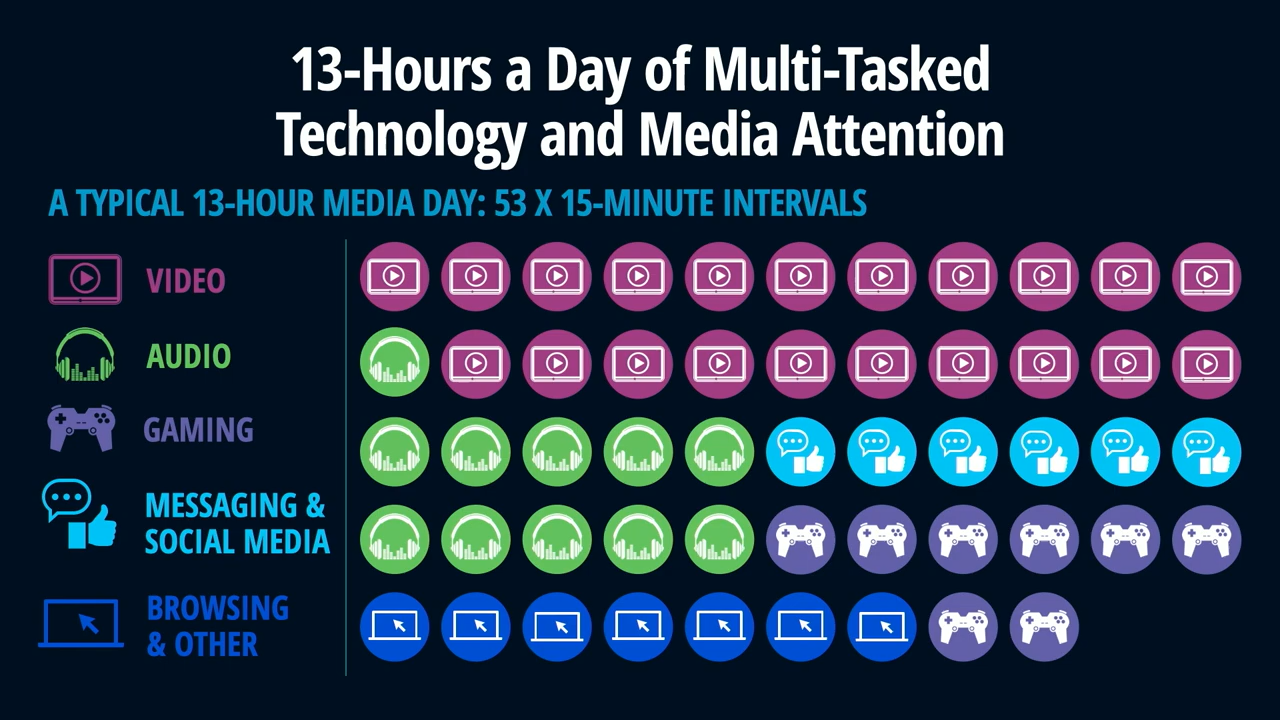 13-Hours a Day of Multi-Tasked
Technology and Media Attention
A TYPICAL 13-HOUR MEDIA DAY: 53 X 15-MINUTE INTERVALS
VIDEO
AUDIO
GAMING
MESSAGING &
SOCIAL MEDIA
BROWSING
& OTHER